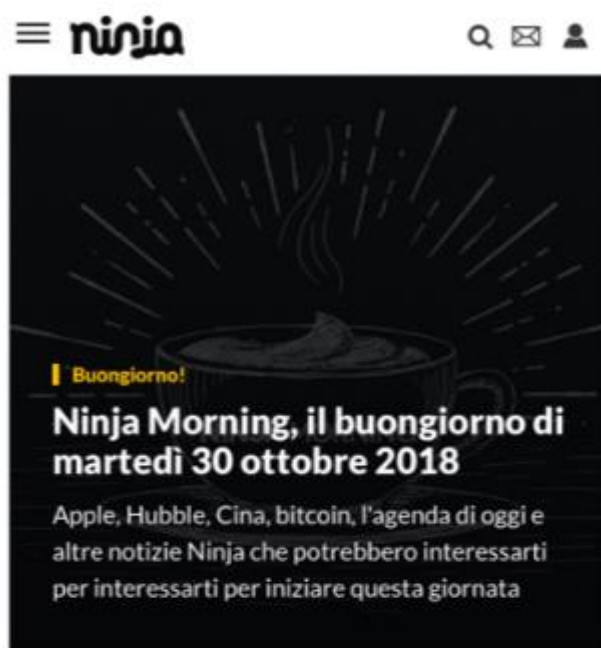 ninja
Buongiorno!
Ninja Morning, il buongiorno di
martedì 30 ottobre 2018
Apple, Hubble, Cina, bitcoin, l'agenda di oggi e
altre notizie Ninja che potrebbero interessarti
per interessarti per iniziare questa giornata